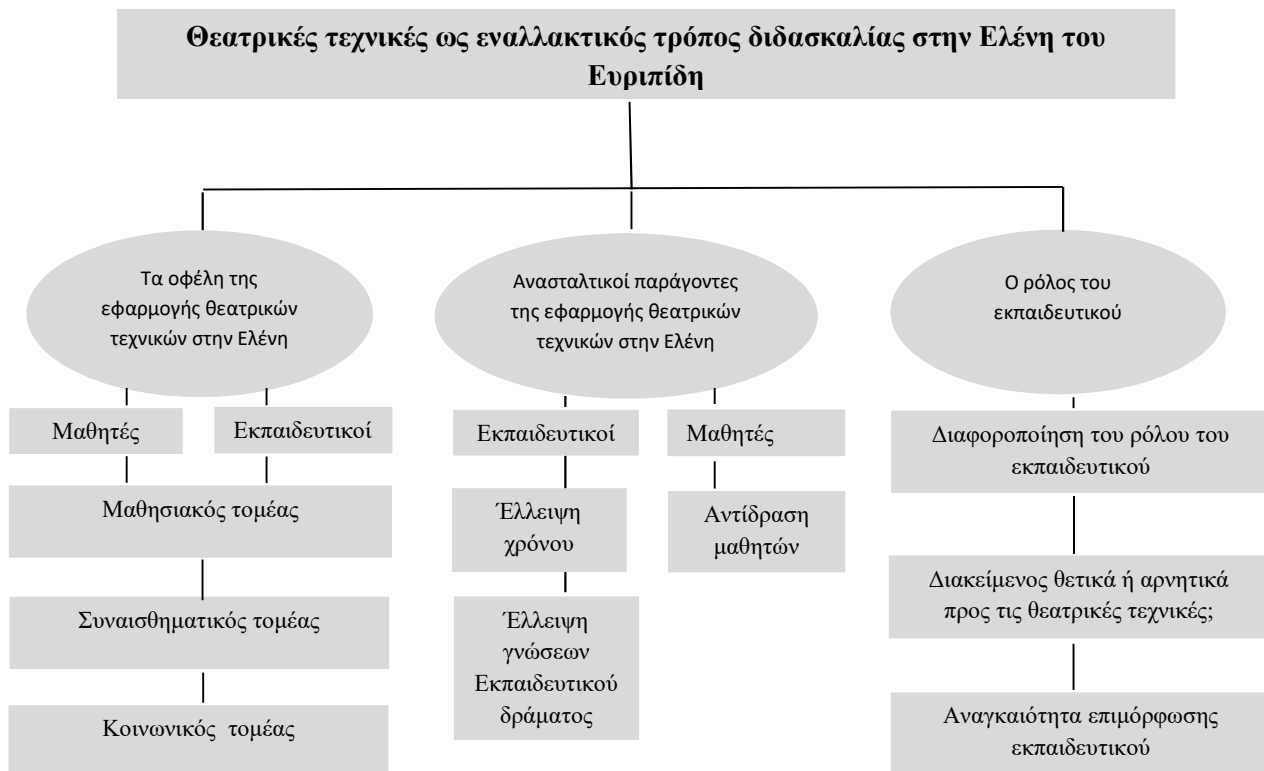 Θεατρικές τεχνικές ως εναλλακτικός τρόπος διδασκαλίας στην Ελένη του
Ευριπίδη
Τα οφέλη της
εφαρμογής θεατρικών
τεχνικών στην Ελένη
Ανασταλτικοί παράγοντες
της εφαρμογής θεατρικών
τεχνικών στην Ελένη
Ο ρόλος του
εκπαιδευτικού
Μαθητές
Εκπαιδευτικοί
Μαθησιακός τομέας
Συναισθηματικός τομέας
Κοινωνικός τομέας
Εκπαιδευτικοί
Έλλειψη
χρόνου
Έλλειψη
γνώσεων
Εκπαιδευτικού
δράματος
Μαθητές
Αντίδραση
μαθητών
Διαφοροποίηση του ρόλου του
εκπαιδευτικού
Διακείμενος θετικά ή αρνητικά
προς τις θεατρικές τεχνικές;
Αναγκαιότητα επιμόρφωσης
εκπαιδευτικού